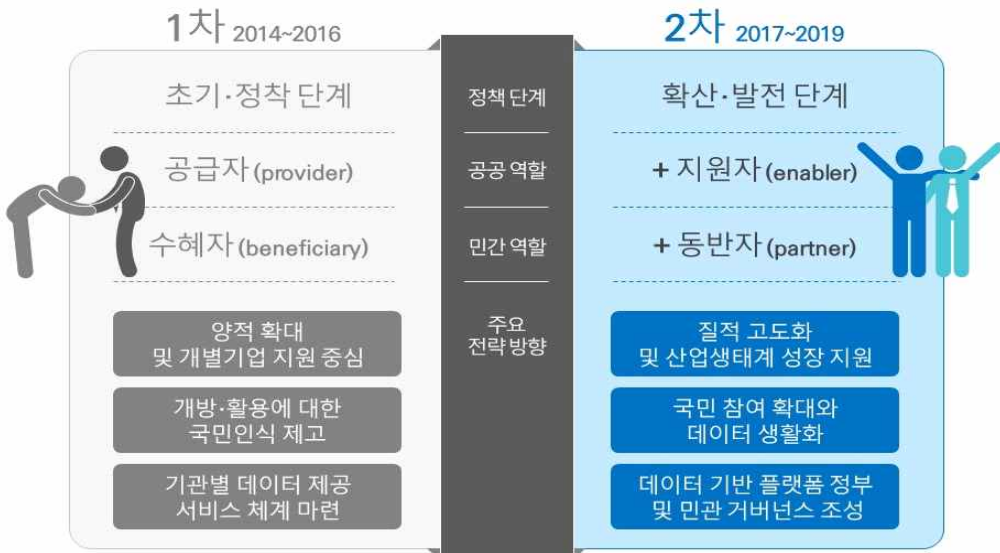 1차 2014~2016
2차 2017~2019
초기·정착 단계
정책 단계
확산·발전 단계
공급자 (provider)
공공 역할
+ 지원자 (enabler)
수혜자 (beneficiary)
민간 역할
+ 동반자 (partner)
주요
전략 방향
양적 확대
및 개별기업 지원 중심
질적 고도화
및 산업생태계 성장 지원
개방·활용에 대한
국민인식 제고
국민 참여 확대와
데이터 생활화
기관별 데이터 제공
서비스 체계 마련
데이터 기반 플랫폼 정부
및 민관 거버넌스 조성